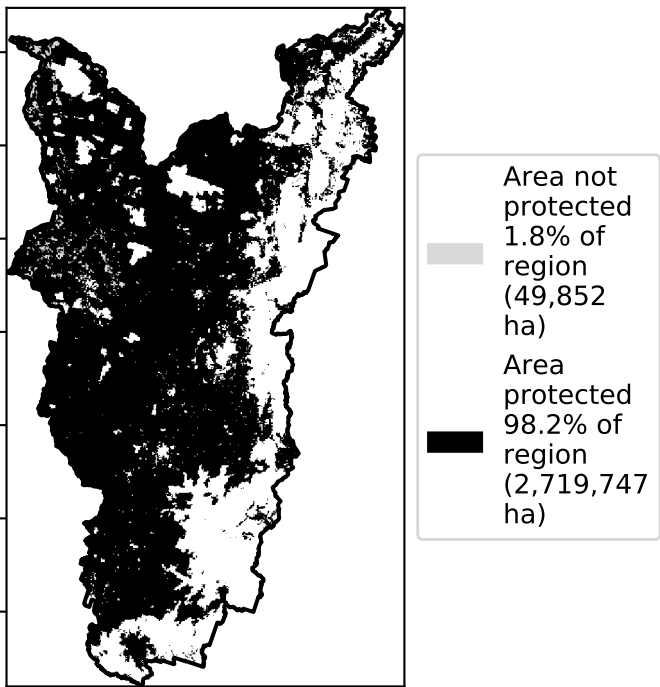 Area not
protected
1.8% of
region
(49,852
ha)
Area
protected
98.2% of
region
(2,719,747
ha)